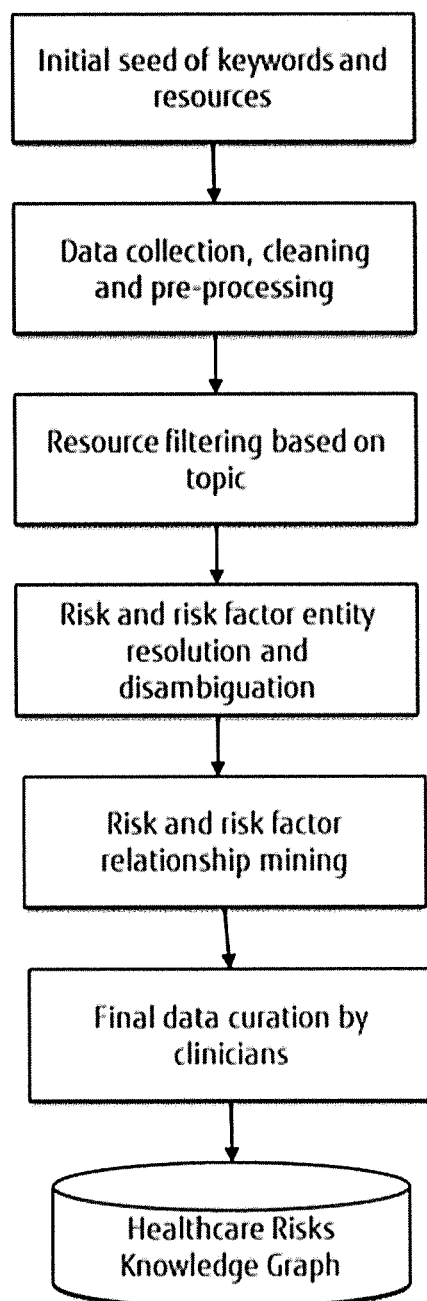 Initial seed of keywords and
resources
Data collection, cleaning
and pre-processing
Resource filtering based on
topic
Risk and risk factor entity
resolution and
disambiguation
Risk and risk factor
relationship mining
Final data curation by
clinicians
Healthcare Risks
Knowledge Graph